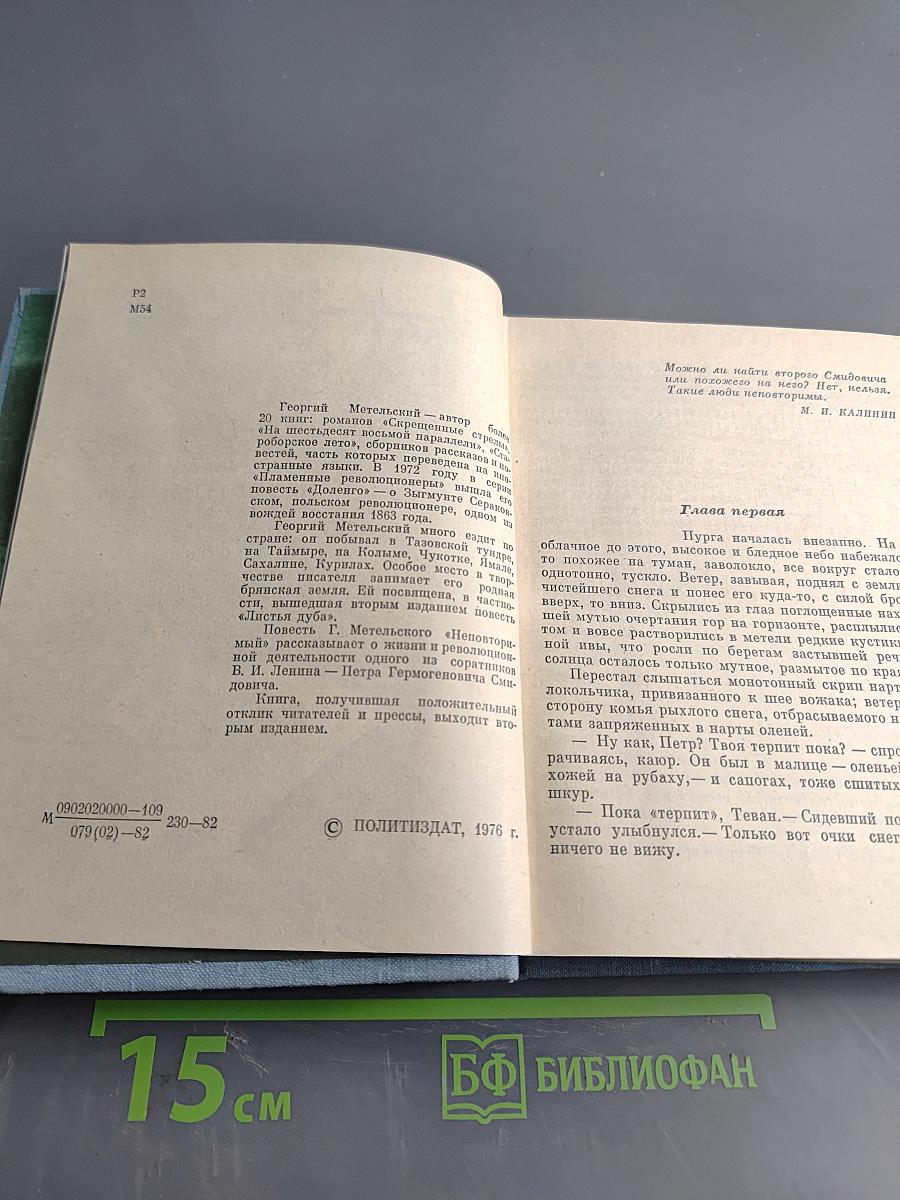 Р2
М54
Георгий Метельский — автор более
20 книг: романов «Скрещенные стрелы»,
«На шестьдесят восьмой параллели», «Ста-
роборское лето», сборников рассказов и по-
вестей, часть которых переведена на ино-
странные языки. В 1972 году в серии
«Пламенные революционеры» вышла его
повесть «Доленго» — о Зыгмунте Сераков-
ском, польском революционере, одном из
вождей восстания 1863 года.
Георгий Метельский много ездит по
стране: он побывал в Тазовской тундре,
на Таймыре, на Колыме, Чукотке, Ямале,
Сахалине, Курилах. Особое место в твор-
честве писателя занимает его родная
брянская земля. Ей посвящена, в частно-
сти, вышедшая вторым изданием повесть
«Листья дуба».
Повесть Г. Метельского «Неповтори-
мый» рассказывает о жизни и революцион-
ной деятельности одного из соратников
В. И. Ленина — Петра Гермогеновича Сми-
довича.
Книга, получившая положительный
отклик читателей и прессы, выходит вто-
рым изданием.
М 0902020000—109
079(02)—82 230—82
© ПОЛИТИЗДАТ, 1976 г.
Можно ли найти второго Смидовича
или похожего на него? Нет, нельзя.
Такие люди неповторимы.
М. И. КАЛИНИН
Глава первая
Пурга началась внезапно. На
облачное до этого, высокое и бледное небо набежало
то похожее на туман, заволокло, все вокруг стало
однотонно, тускло. Ветер, завывая, поднял с земли
чистейшего снега и понес его куда-то, с силой бро
вверх, то вниз. Скрылись из глаз поглощенные нах
шей мутью очертания гор на горизонте, расплылис
том и вовсе растворились в метели редкие кустики
ной ивы, что росли по берегам застывшей реч
солнца осталось только мутное, размытое по края
Перестал слышаться монотонный скрип нарт
локольчика, привязанного к шее вожака; ветер
сторону комья рыхлого снега, отбрасываемого н
тами запряженных в нарты оленей.
— Ну как, Петр? Твоя терпит пока? — спро
рачиваясь, каюр. Он был в малице — оленьей
хожей на рубаху,— и сапогах, тоже сшитых
шкур.
— Пока «терпит», Теван.— Сидевший по
устало улыбнулся.— Только вот очки снег
ничего не вижу.
15 см
БФ БИБЛИОФАН